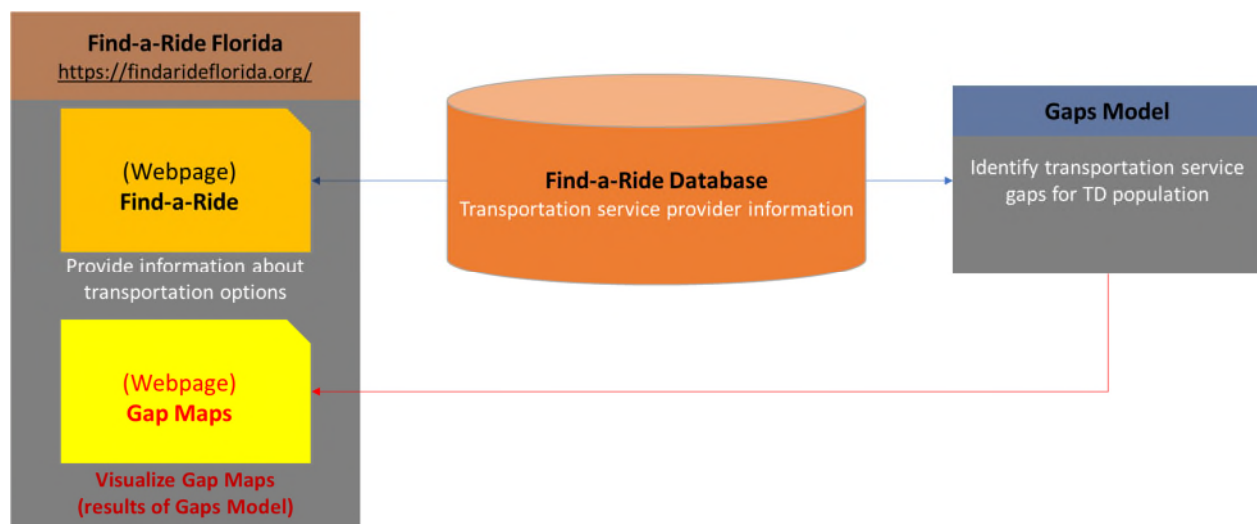 Find-a-Ride Florida
https://findarideflorida.org/
(Webpage)
Find-a-Ride
Provide information about
transportation options
(Webpage)
Gap Maps
Visualize Gap Maps
(results of Gaps Model)
Find-a-Ride Database
Transportation service provider information
Gaps Model
Identify transportation service
gaps for TD population